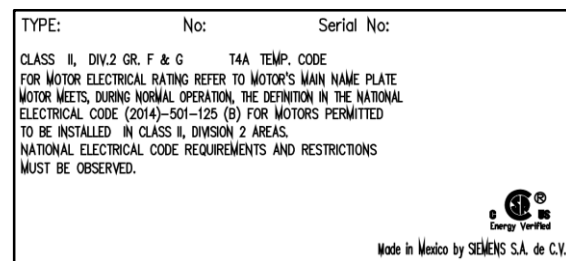 TYPE: No: Serial No:
CLASS II, DIV.2 GR. F & G T4A TEMP. CODE
FOR MOTOR ELECTRICAL RATING REFER TO MOTOR'S MAIN NAME PLATE
MOTOR MEETS, DURING NORMAL OPERATION, THE DEFINITION IN THE NATIONAL
ELECTRICAL CODE (2014)-501-125 (B) FOR MOTORS PERMITTED
TO BE INSTALLED IN CLASS II, DIVISION 2 AREAS.
NATIONAL ELECTRICAL CODE REQUIREMENTS AND RESTRICTIONS
MUST BE OBSERVED.
C SA ® US
Energy Verified
Made in Mexico by SIEMENS S.A. de C.V.